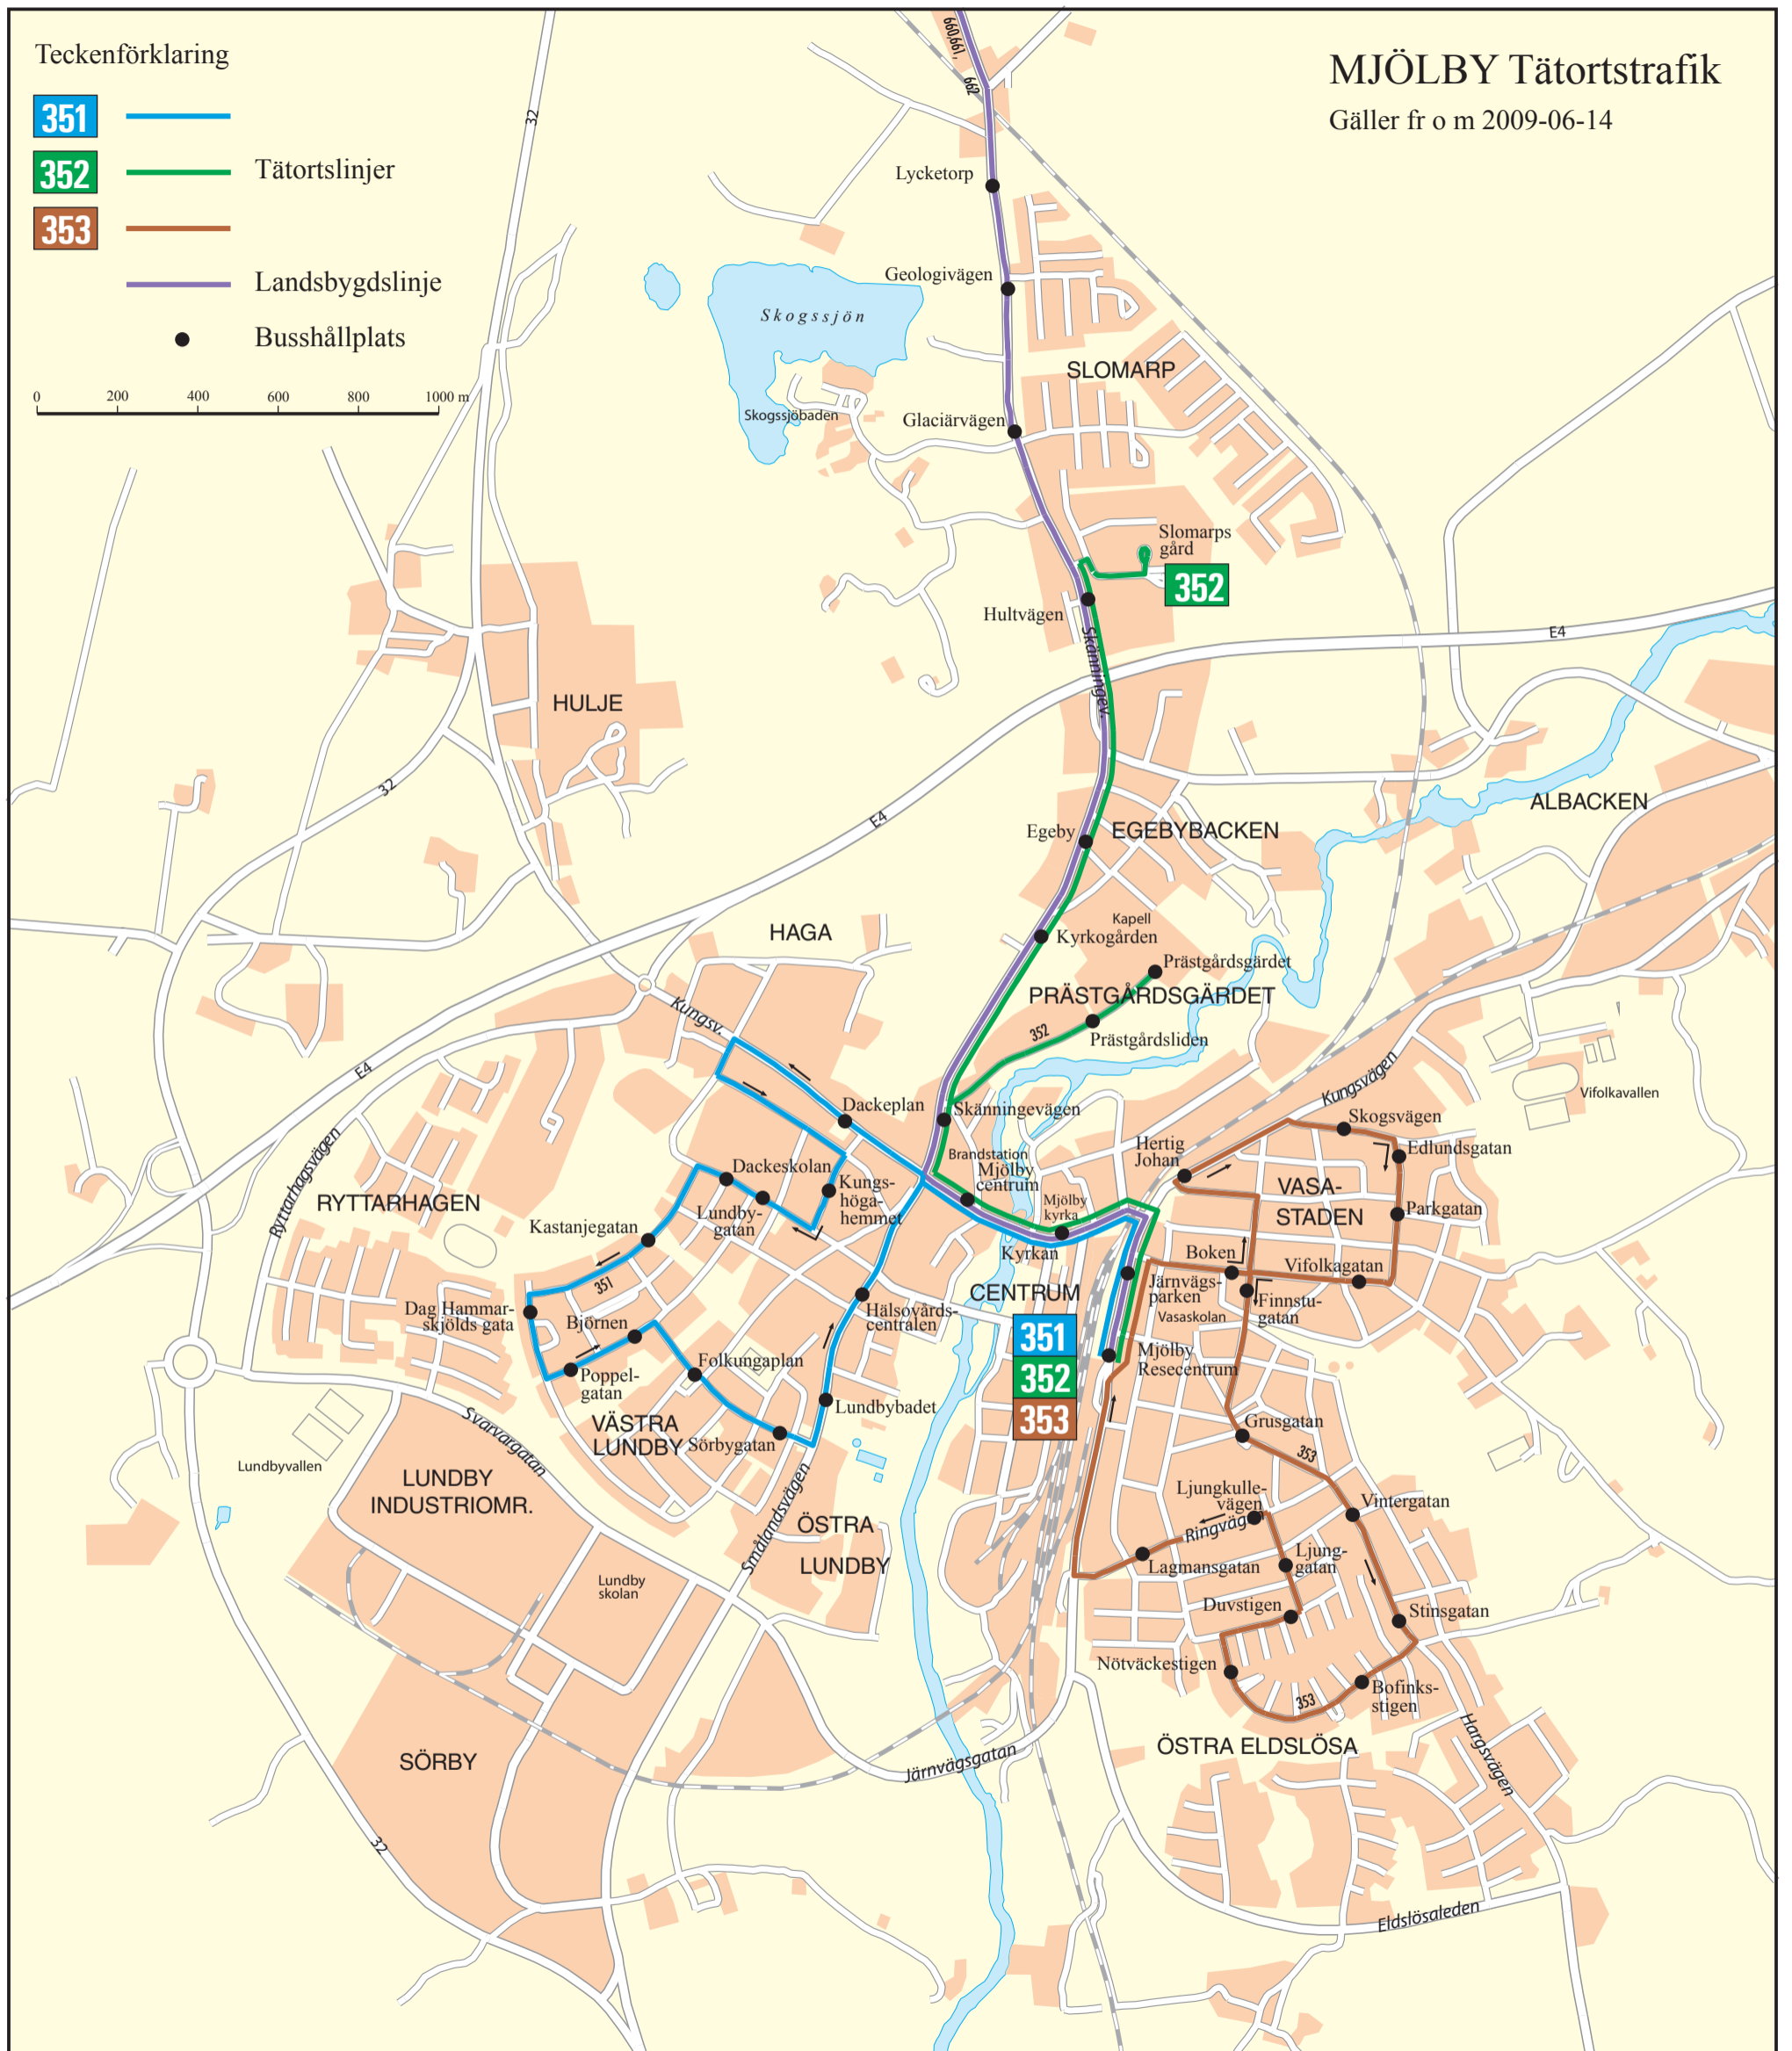 Teckenförklaring
351
352
Tätortslinjer
353
Landsbygdslinje
Busshållplats
0 200 400 600 800 1000 m
MJÖLBY Tätortstrafik
Gäller fr o m 2009-06-14
660,661,
662
32
Lycketorp
Geologivägen
Skogssjön
SLOMARP
Skogssjöbaden
Glaciärvägen
Slomarps
gård
352
Hultvägen
Skänningev.
E4
HULJE
32
E4
ALBACKEN
Egeby
EGEBYBACKEN
Kapell
Kyrkogården
HAGA
Prästgårdsgärdet
PRÄSTGÅRDSGÄRDET
352
Prästgårdsliden
Kungsv.
E4
Kungsvägen
Vifolkavallen
Dackeplan
Skänningevägen
Skogsvägen
Edlundsgatan
Hertig
Johan
Brandstation
Mjölby
centrum
Mjölby
kyrka
Kyrkan
Ryttarhagsvägen
RYTTARHAGEN
Dackeskolan
Kungs-
höga-
hemmet
Lundby-
gatan
Kastanjegatan
VASA-
STADEN
Parkgatan
Boken
Vifolkagatan
Järnvägs-
parken
Finnstu-
gatan
Vasaskolan
CENTRUM
351
352
353
Mjölby
Resecentrum
351
Dag Hammar-
skjölds gata
Björnen
Hälsovårds-
centralen
Poppel-
gatan
Folkungaplan
Lundbybadet
VÄSTRA
LUNDBY
Sörbygatan
Svarvargatan
Lundbyvallen
LUNDBY
INDUSTRIOMR.
Smålandsvägen
ÖSTRA
LUNDBY
Lundby
skolan
Grusgatan
353
Ljungkulle-
vägen
Ringvägen
Vintergatan
Lagmansgatan
Ljung-
gatan
Duvstigen
Stinsgatan
Nötväckestigen
Bofinks-
stigen
353
ÖSTRA ELDSLÖSA
Hargsvägen
SÖRBY
Järnvägsgatan
32
Eldslösaleden